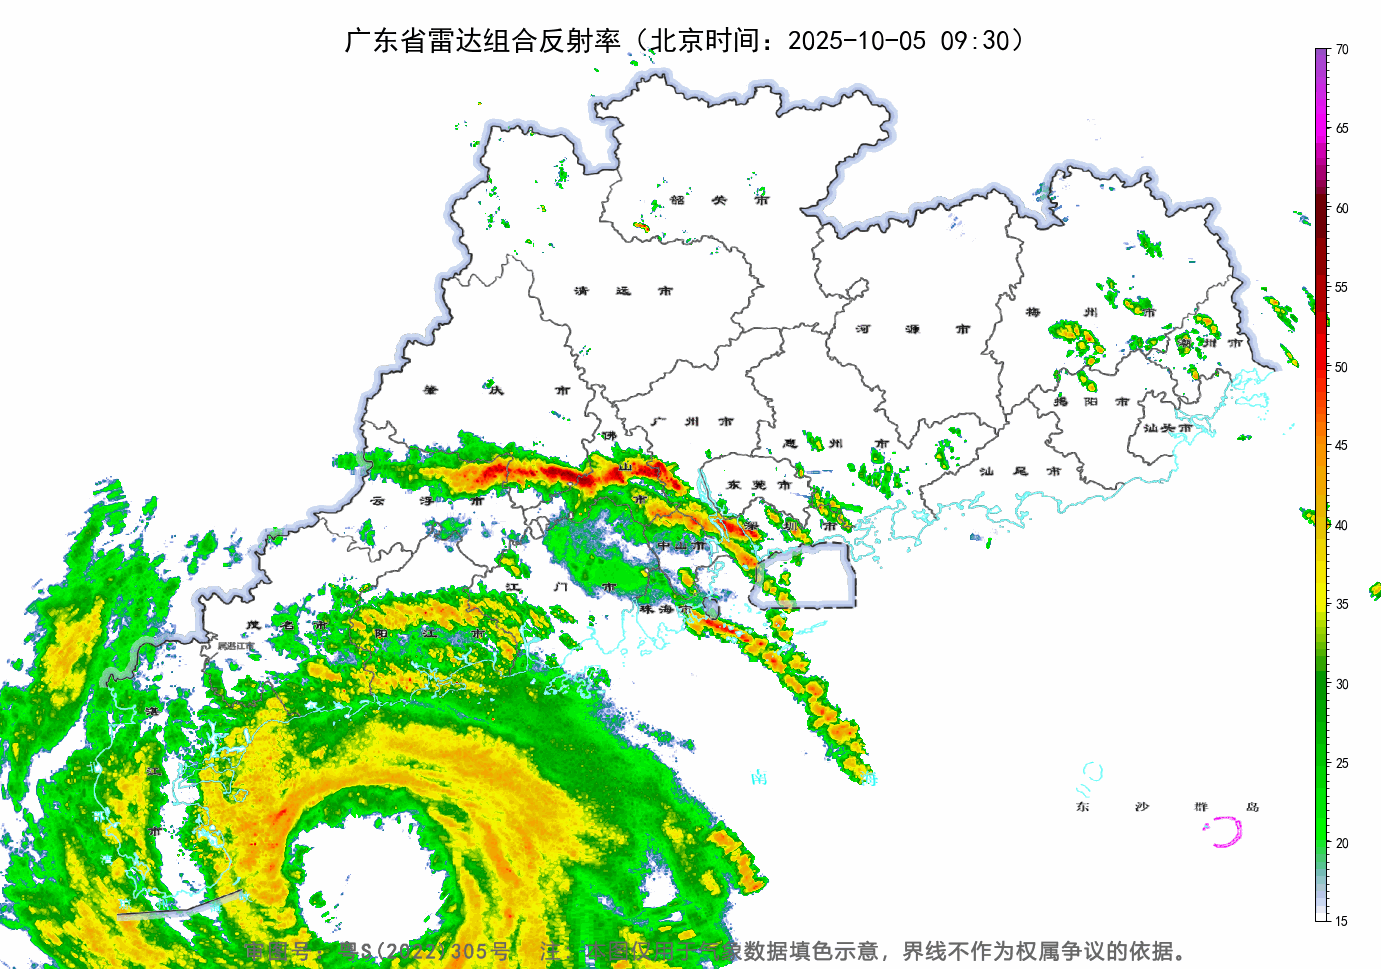 广东省雷达组合反射率（北京时间：2025-10-05 09:30）
70
65
60
55
50
45
40
35
30
25
20
15
韶 关 市
清 远 市
河 源 市
梅 州 市
潮 州 市
肇 庆 市
揭 阳 市
广 州 市
汕头市
佛 山 市
惠 州 市
汕 尾 市
东 莞 市
云 浮 市
深 圳 市
中山市
江 门 市
珠海市
茂 名 市
阳 江 市
属湛江市
湛 江 市
南 海
东 沙 群 岛
审图号：粤S(2022)305号 注：本图仅用于气象数据填色示意，界线不作为权属争议的依据。